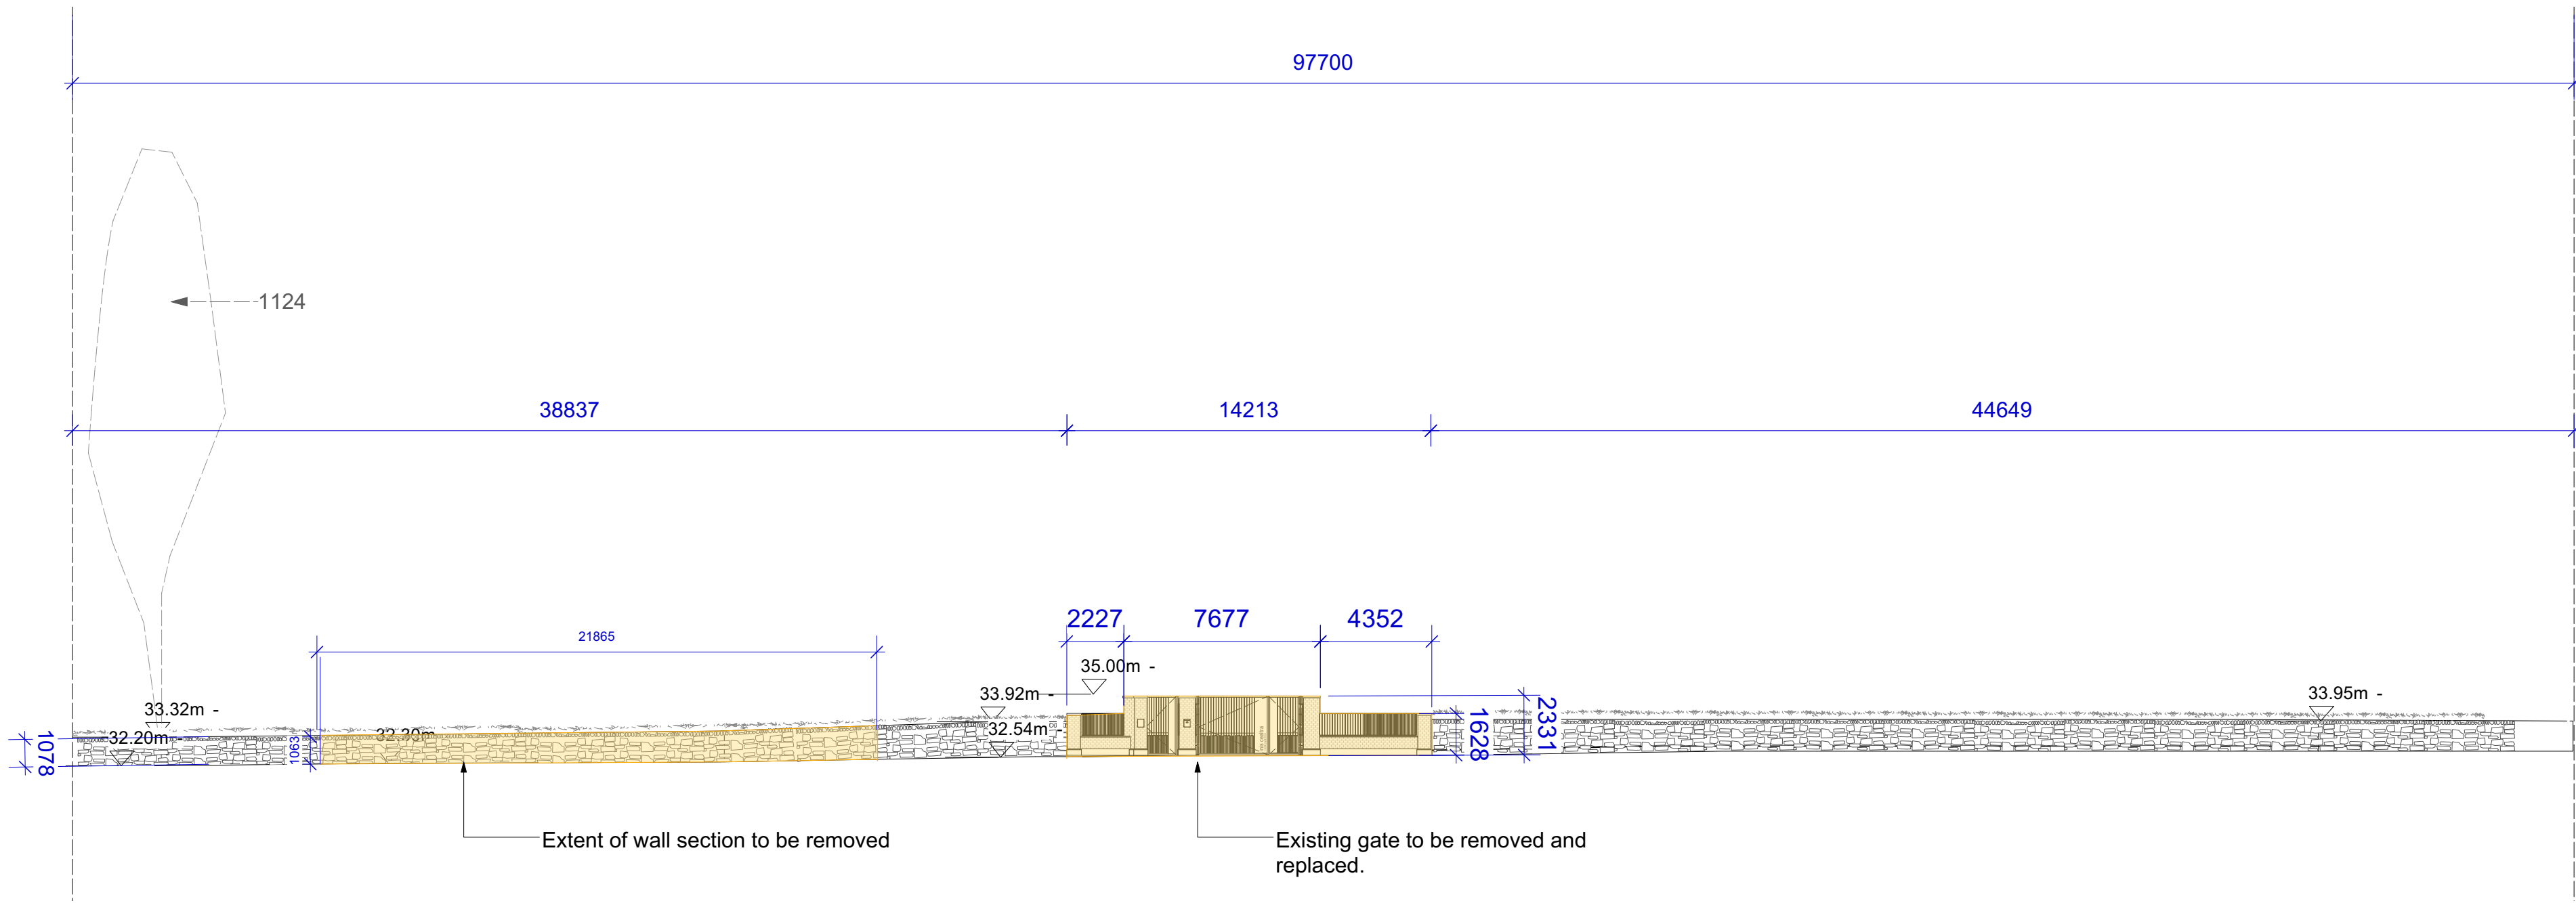 97700
1124
38837
14213
44649
2227
7677
4352
21865
35.00m -
33.92m -
33.95m -
33.32m -
32.54m -
32.20m -
32.30m
1078
1063
1628
2331
Extent of wall section to be removed
Existing gate to be removed and
replaced.